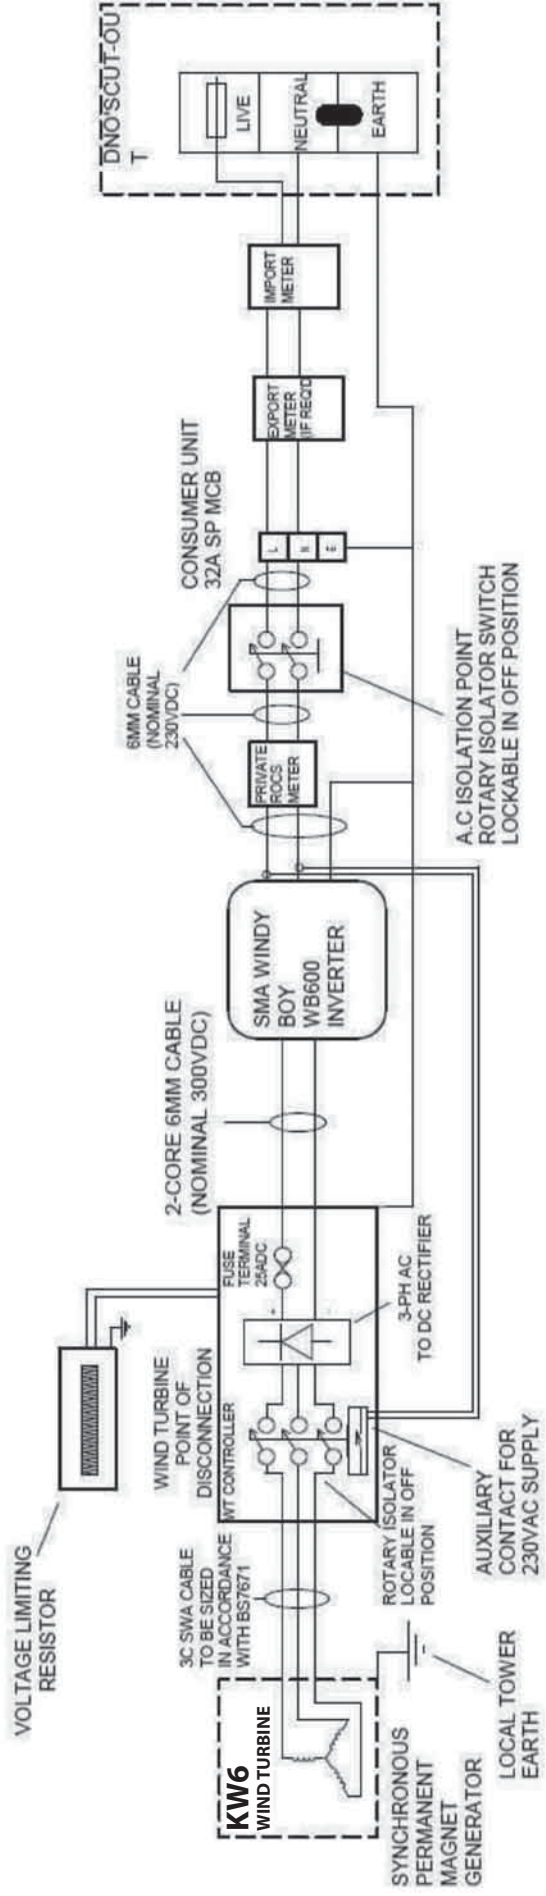 VOLTAGE LIMITING
RESISTOR
KW6
WIND TURBINE
SYNCHRONOUS
PERMANENT
MAGNET
GENERATOR
LOCAL TOWER
EARTH
3C SWA CABLE
TO BE SIZED
IN ACCORDANCE
WITH BS7671
WIND TURBINE
POINT OF
DISCONNECTION
WT CONTROLLER
ROTARY ISOLATOR
LOCABLE IN OFF
POSITION
AUXILIARY
CONTACT FOR
230VAC SUPPLY
FUSE
TERMINAL
25ADC
+
-
3-PH AC
TO DC RECTIFIER
2-CORE 6MM CABLE
(NOMINAL 300VDC)
SMA WINDY
BOY
WB600
INVERTER
6MM CABLE
(NOMINAL
230VDC)
PRIVATE
ROCS
METER
A.C ISOLATION POINT
ROTARY ISOLATOR SWITCH
LOCKABLE IN OFF POSITION
CONSUMER UNIT
32A SP MCB
L
N
E
EXPORT
METER
(IF REQ'D
IMPORT
METER
DNO'SCUT-OU
T
LIVE
NEUTRAL
EARTH